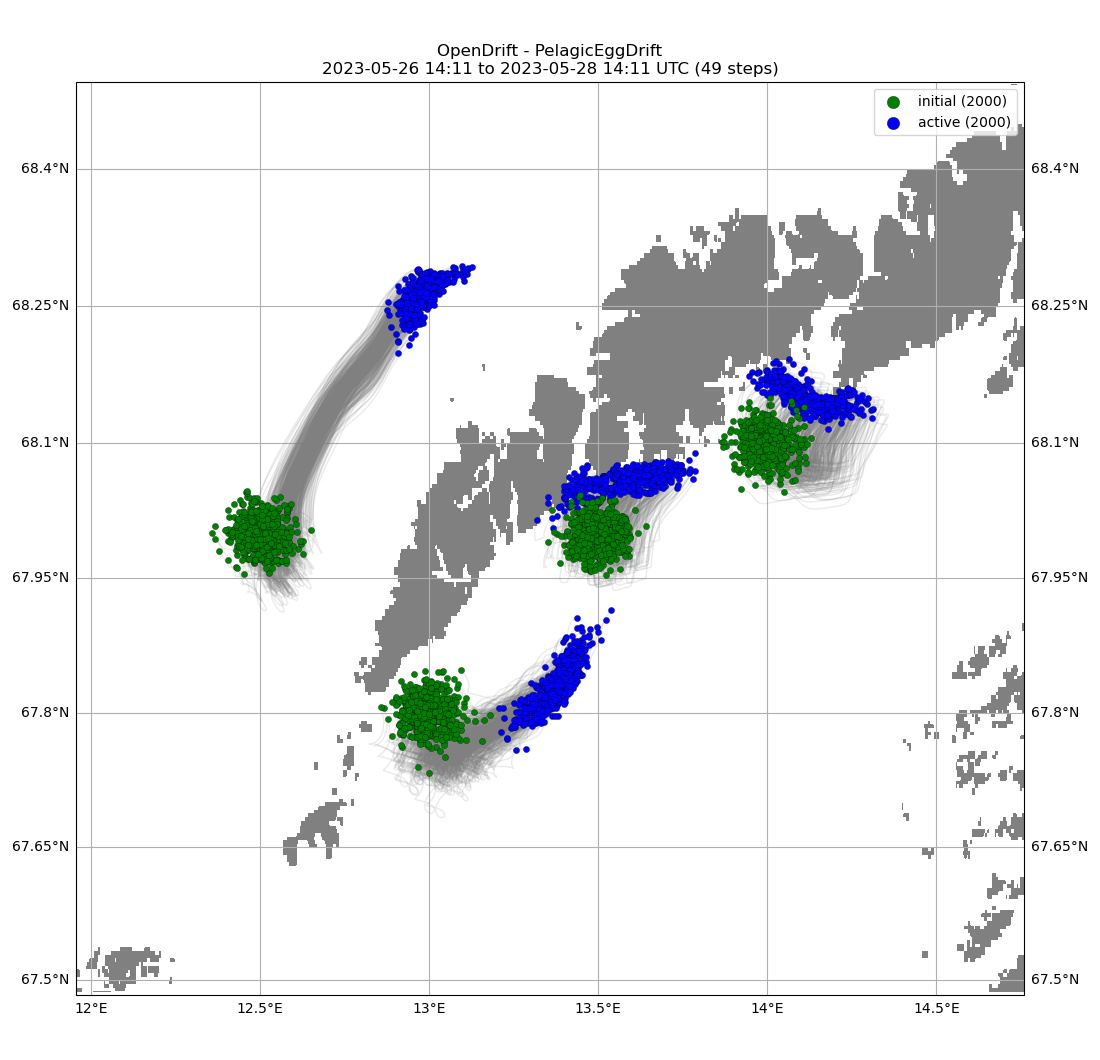 OpenDrift - PelagicEggDrift
2023-05-26 14:11 to 2023-05-28 14:11 UTC (49 steps)
initial (2000)
active (2000)
68.4°N
68.4°N
68.25°N
68.25°N
68.1°N
68.1°N
67.95°N
67.95°N
67.8°N
67.8°N
67.65°N
67.65°N
67.5°N
67.5°N
12°E
12.5°E
13°E
13.5°E
14°E
14.5°E